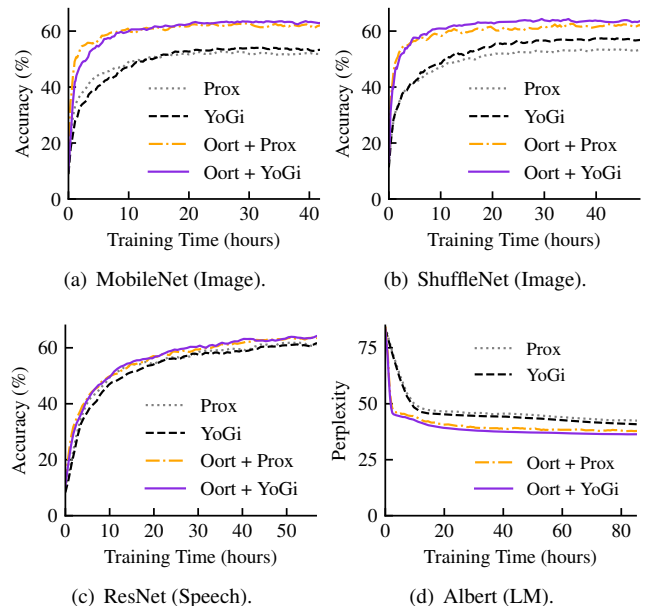 Accuracy (%)
60
40
20
0
0
10
20
30
40
Training Time (hours)
Prox
YoGi
Oort + Prox
Oort + YoGi
(a) MobileNet (Image).
Accuracy (%)
60
40
20
0
0
20
40
Training Time (hours)
Prox
YoGi
Oort + Prox
Oort + YoGi
(b) ShuffleNet (Image).
Accuracy (%)
60
40
20
0
0
10
20
30
40
50
Training Time (hours)
Prox
YoGi
Oort + Prox
Oort + YoGi
(c) ResNet (Speech).
Perplexity
75
50
25
0
0
20
40
60
80
Training Time (hours)
Prox
YoGi
Oort + Prox
Oort + YoGi
(d) Albert (LM).